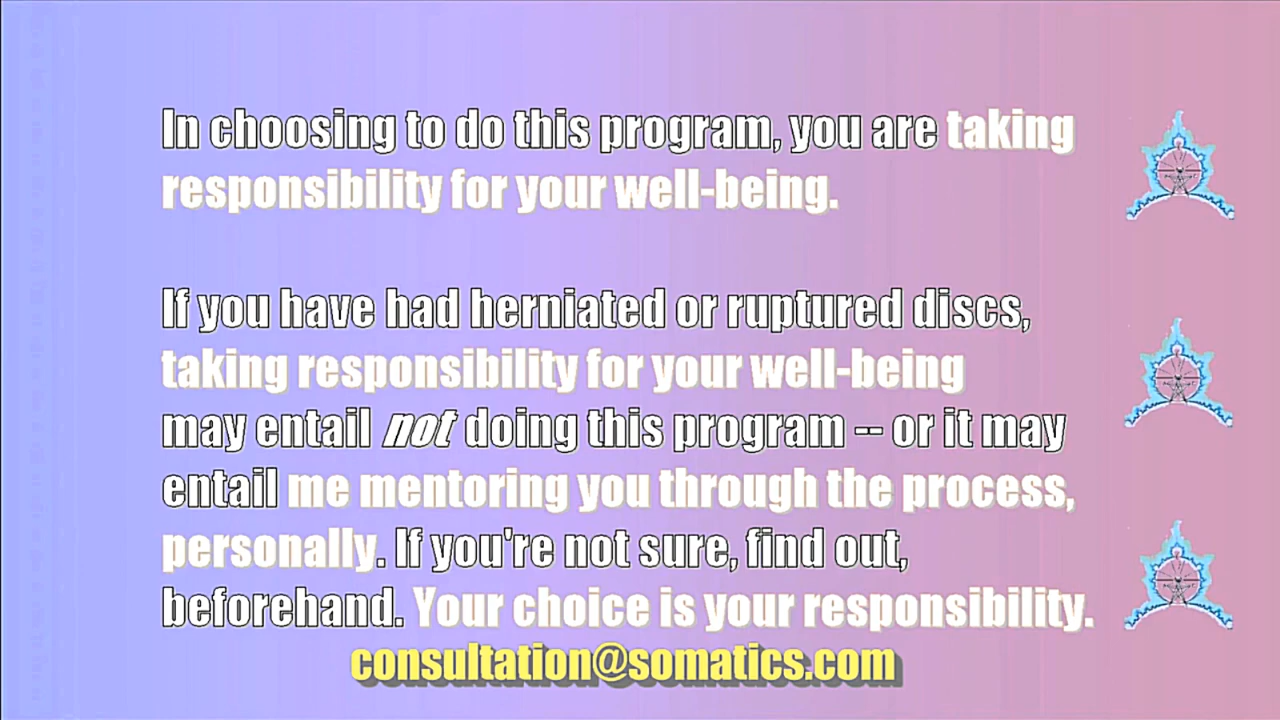 In choosing to do this program, you are taking
responsibility for your well-being.
If you have had herniated or ruptured discs,
taking responsibility for your well-being
may entail not doing this program -- or it may
entail me mentoring you through the process,
personally. If you're not sure, find out,
beforehand. Your choice is your responsibility.
consultation@somatics.com